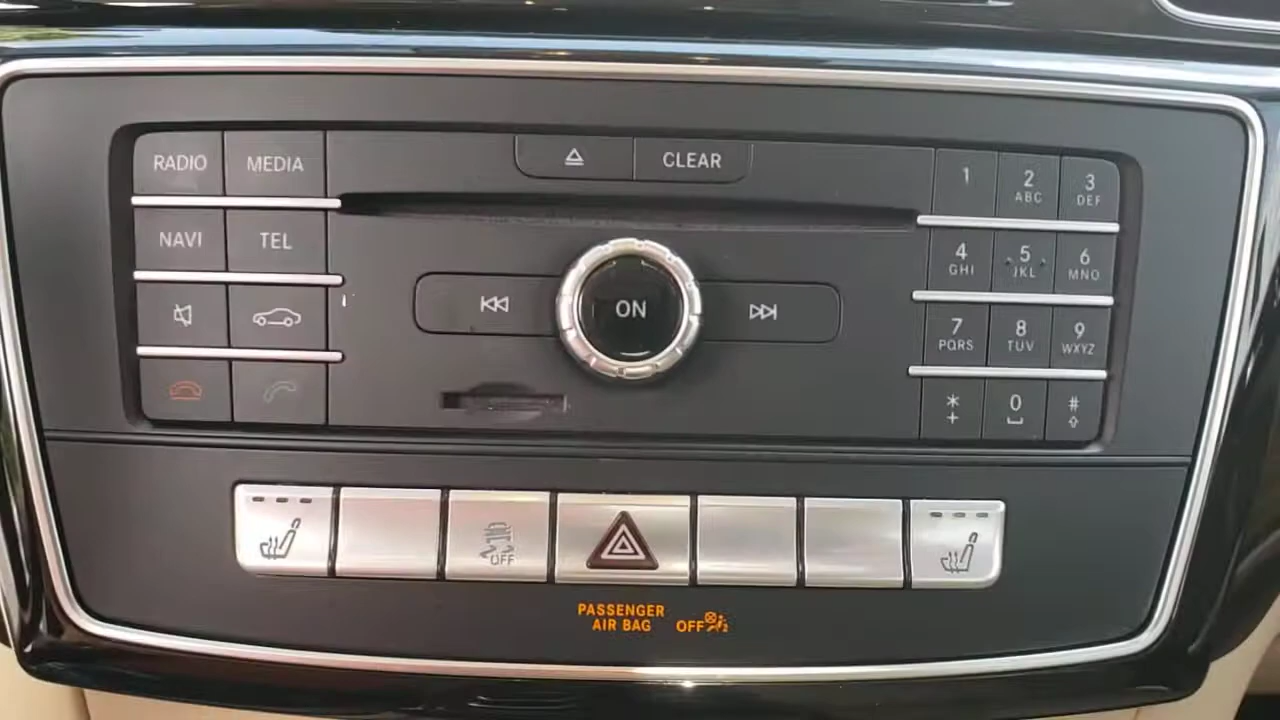 RADIO MEDIA
CLEAR
1 2 3
ABC DEF
NAVI TEL
4 5 6
GHI JKL MNO
ON
7 8 9
PQRS TUV WXYZ
* 0 #
+
OFF
PASSENGER
AIR BAG OFF